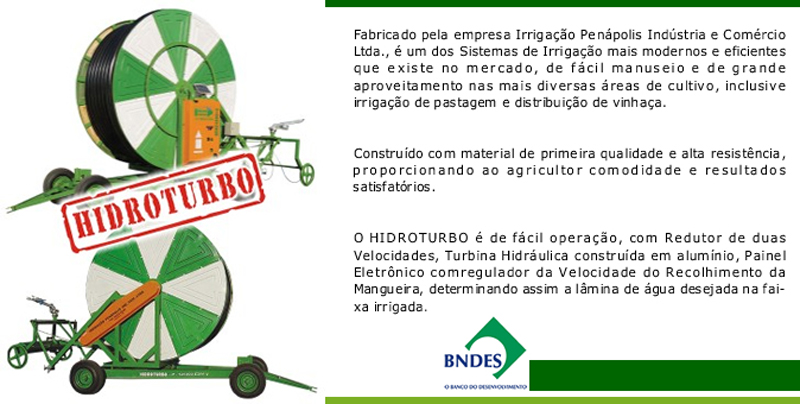 HIDROTURBO
Fabricado pela empresa Irrigação Penápolis Indústria e Comércio
Ltda., é um dos Sistemas de Irrigação mais modernos e eficientes
que existe no mercado, de fácil manuseio e de grande
aproveitamento nas mais diversas áreas de cultivo, inclusive
irrigação de pastagem e distribuição de vinhaça.
Construído com material de primeira qualidade e alta resistência,
proporcionando ao agricultor comodidade e resultados
satisfatórios.
O HIDROTURBO é de fácil operação, com Redutor de duas
Velocidades, Turbina Hidráulica construída em alumínio, Painel
Eletrônico comregulador da Velocidade do Recolhimento da
Mangueira, determinando assim a lâmina de água desejada na fai-
xa irrigada.
HIDROTURBO
BNDES
O BANCO DO DESENVOLVIMENTO